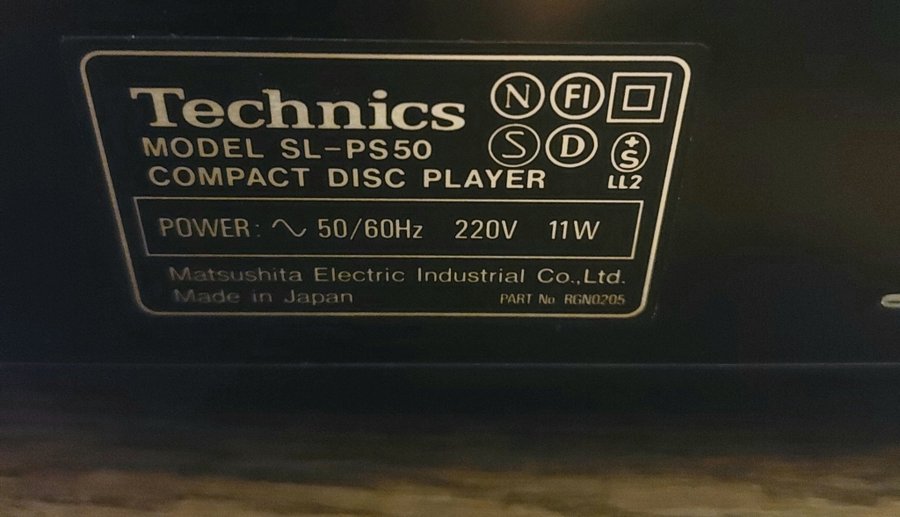 Technics
N FI
MODEL SL-PS50
S D S
COMPACT DISC PLAYER
LL2
POWER: ∿ 50/60Hz 220V 11W
Matsushita Electric Industrial Co.,Ltd.
Made in Japan PART No. RGN0205